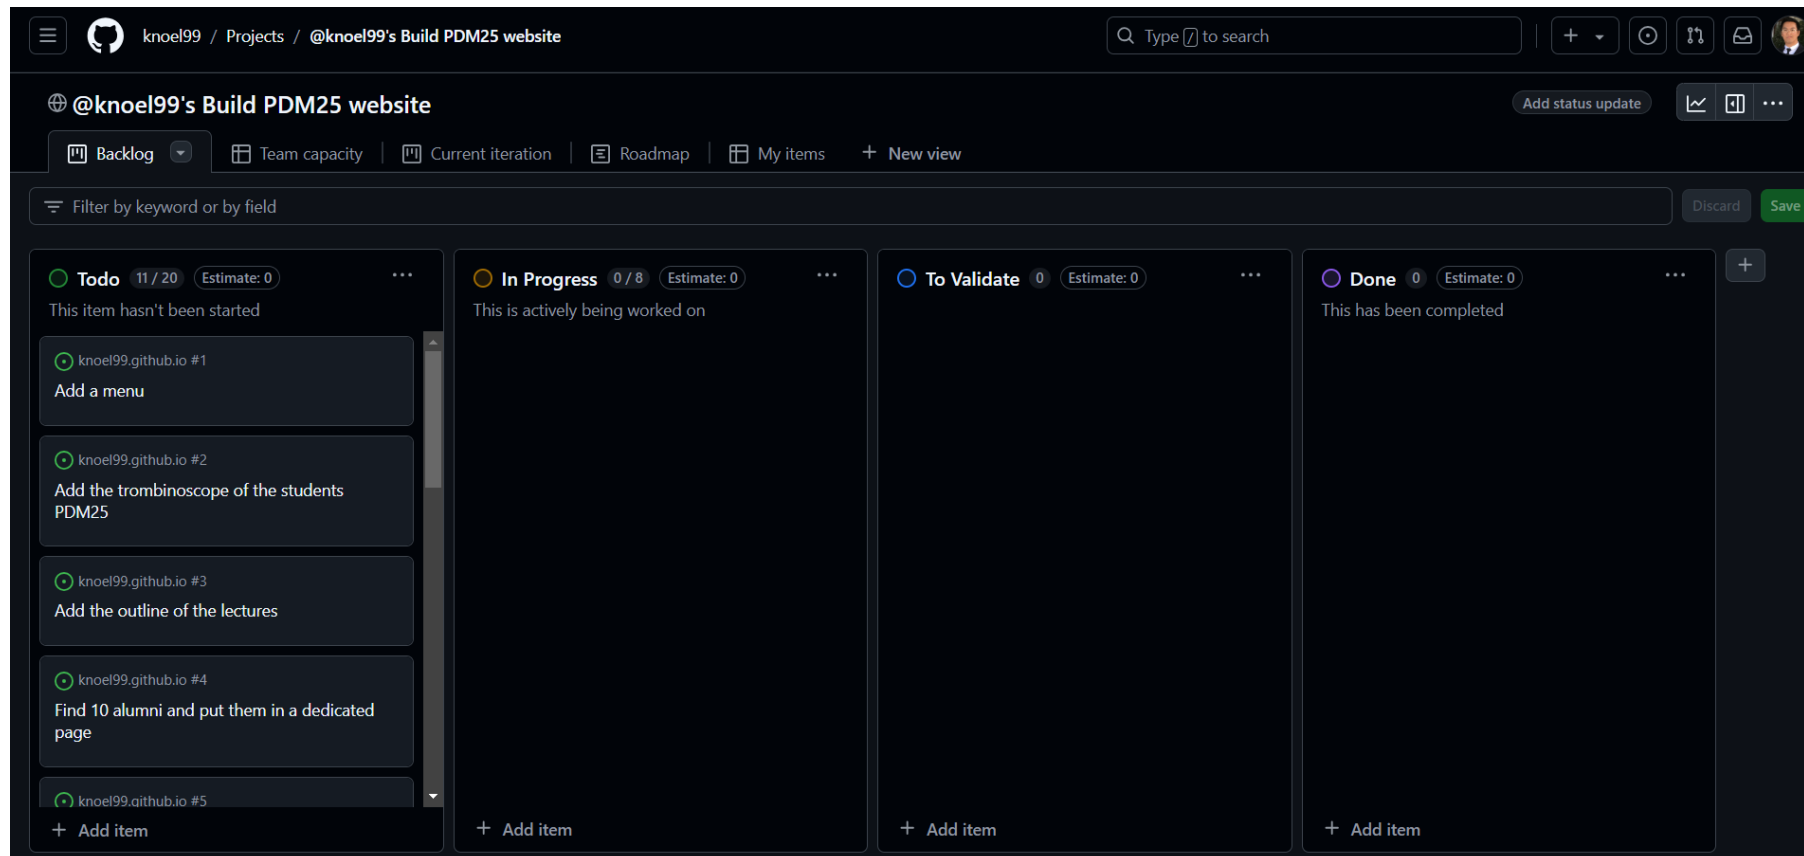 knoel99 / Projects / @knoel99's Build PDM25 website
Type / to search
@knoel99's Build PDM25 website
Add status update
Backlog
Team capacity
Current iteration
Roadmap
My items
+ New view
Filter by keyword or by field
Discard
Save
Todo 11 / 20 Estimate: 0
This item hasn't been started
knoel99.github.io #1
Add a menu
knoel99.github.io #2
Add the trombinoscope of the students
PDM25
knoel99.github.io #3
Add the outline of the lectures
knoel99.github.io #4
Find 10 alumni and put them in a dedicated
page
knoel99.github.io #5
+ Add item
In Progress 0 / 8 Estimate: 0
This is actively being worked on
+ Add item
To Validate 0 Estimate: 0
+ Add item
Done 0 Estimate: 0
This has been completed
+ Add item